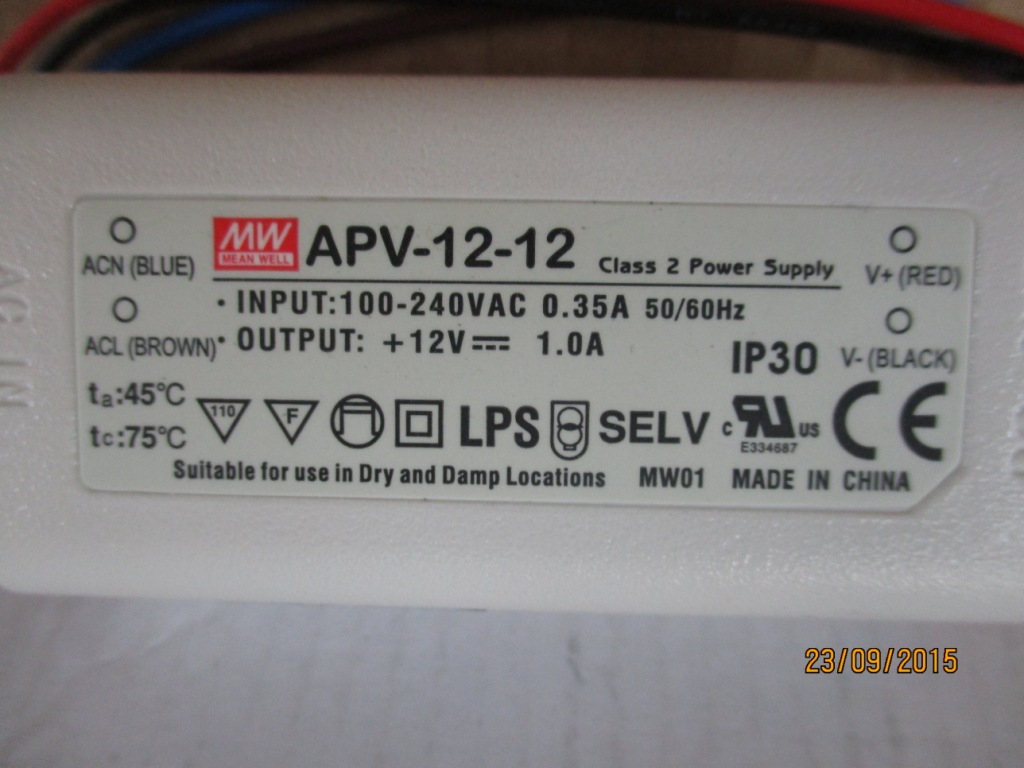 ACN (BLUE)
MW
MEAN WELL
APV-12-12
Class 2 Power Supply
V+ (RED)
• INPUT:100-240VAC 0.35A 50/60Hz
ACL (BROWN)
• OUTPUT: +12V⎓ 1.0A
IP30
V- (BLACK)
ta:45℃
tc:75℃
110
F
LPS
SELV
c RU us
E334687
CE
Suitable for use in Dry and Damp Locations
MW01
MADE IN CHINA
AC IN
23/09/2015